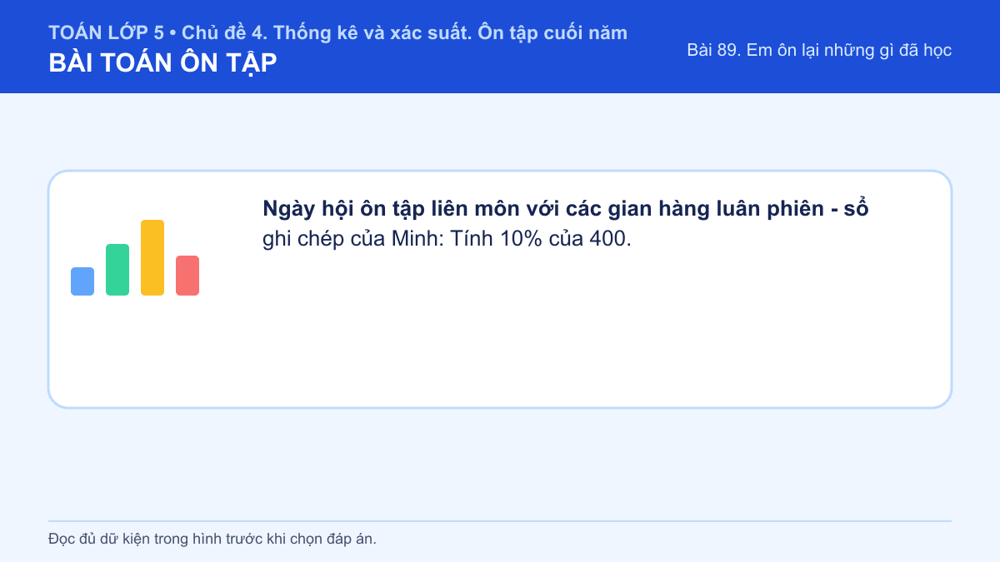 TOÁN LỚP 5 • Chủ đề 4. Thống kê và xác suất. Ôn tập cuối năm
BÀI TOÁN ÔN TẬP
Bài 89. Em ôn lại những gì đã học
Ngày hội ôn tập liên môn với các gian hàng luân phiên - sổ
ghi chép của Minh: Tính 10% của 400.
Đọc đủ dữ kiện trong hình trước khi chọn đáp án.